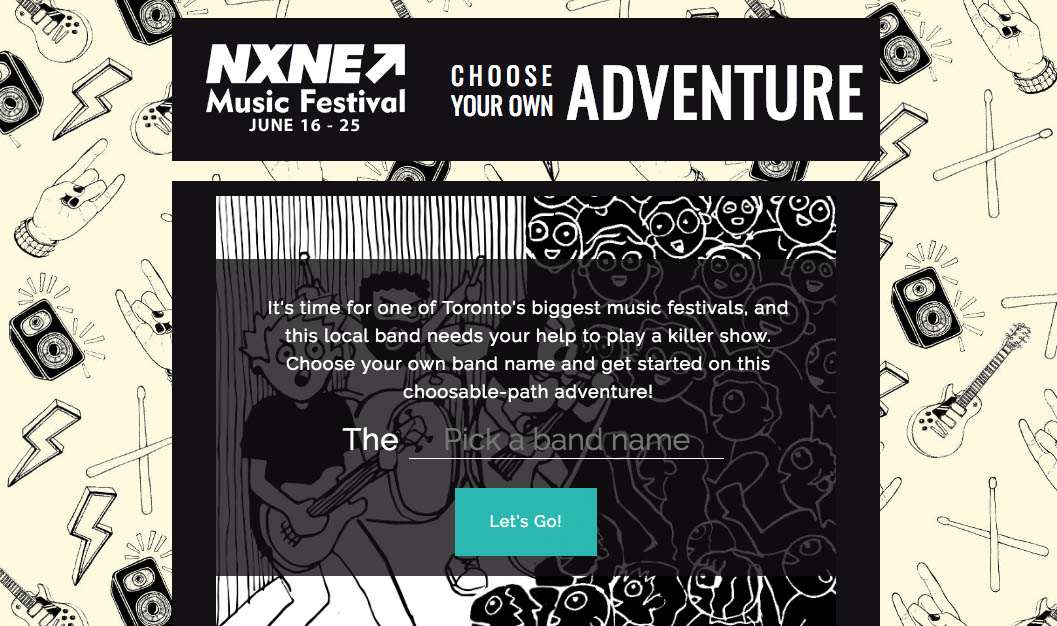 NXNE
Music Festival
JUNE 16 - 25
CHOOSE
YOUR OWN
ADVENTURE
It's time for one of Toronto's biggest music festivals, and
this local band needs your help to play a killer show.
Choose your own band name and get started on this
choosable-path adventure!
The Pick a band name
Let's Go!